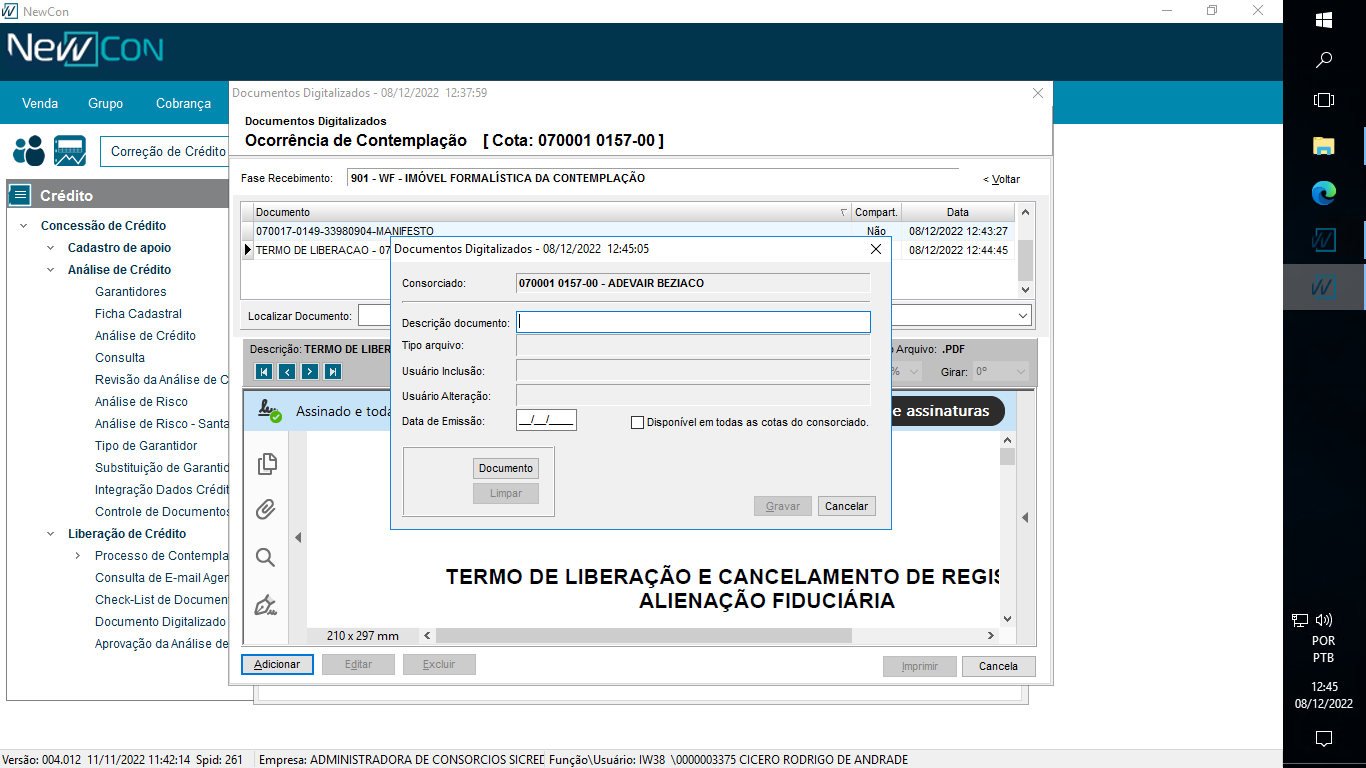 NewCon
NEWCON
Venda Grupo Cobrança
Correção de Crédito
Crédito
Concessão de Crédito
Cadastro de apoio
Análise de Crédito
Garantidores
Ficha Cadastral
Análise de Crédito
Consulta
Revisão da Análise de C
Análise de Risco
Análise de Risco - Santa
Tipo de Garantidor
Substituição de Garantid
Integração Dados Crédit
Controle de Documentos
Liberação de Crédito
Processo de Contempla
Consulta de E-mail Ager
Check-List de Document
Documento Digitalizado
Aprovação da Análise de
Documentos Digitalizados - 08/12/2022 12:37:59
Documentos Digitalizados
Ocorrência de Contemplação [ Cota: 070001 0157-00 ]
Fase Recebimento: 901 - WF - IMÓVEL FORMALÍSTICA DA CONTEMPLAÇÃO < Voltar
Documento Compart. Data
070017-0149-33980904-MANIFESTO Não 08/12/2022 12:43:27
TERMO DE LIBERACAO - 07 08/12/2022 12:44:45
Localizar Documento:
Descrição: TERMO DE LIBER o Arquivo: .PDF
% Girar: 0º
Assinado e toda e assinaturas
TERMO DE LIBERAÇÃO E CANCELAMENTO DE REGIS
ALIENAÇÃO FIDUCIÁRIA
210 x 297 mm
Adicionar Editar Excluir Imprimir Cancela
Documentos Digitalizados - 08/12/2022 12:45:05
Consorciado: 070001 0157-00 - ADEVAIR BEZIACO
Descrição documento:
Tipo arquivo:
Usuário Inclusão:
Usuário Alteração:
Data de Emissão: __/__/____ Disponível em todas as cotas do consorciado.
Documento
Limpar
Gravar Cancelar
Versão: 004.012 11/11/2022 11:42:14 Spid: 261 Empresa: ADMINISTRADORA DE CONSORCIOS SICRED Função\Usuário: IW38 \0000003375 CICERO RODRIGO DE ANDRADE
POR
PTB
12:45
08/12/2022